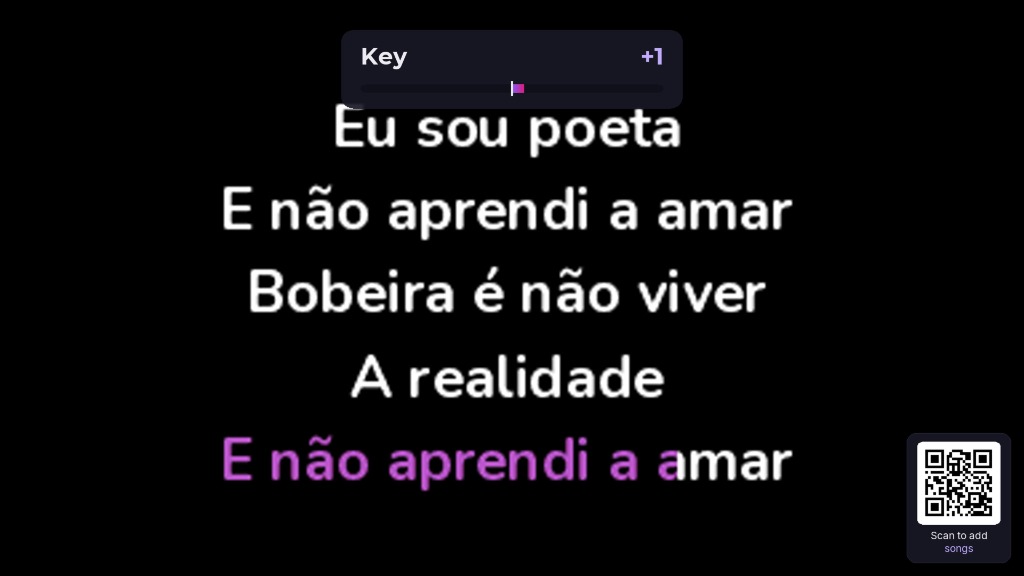 Key +1
Eu sou poeta
E não aprendi a amar
Bobeira é não viver
A realidade
E não aprendi a amar
Scan to add
songs